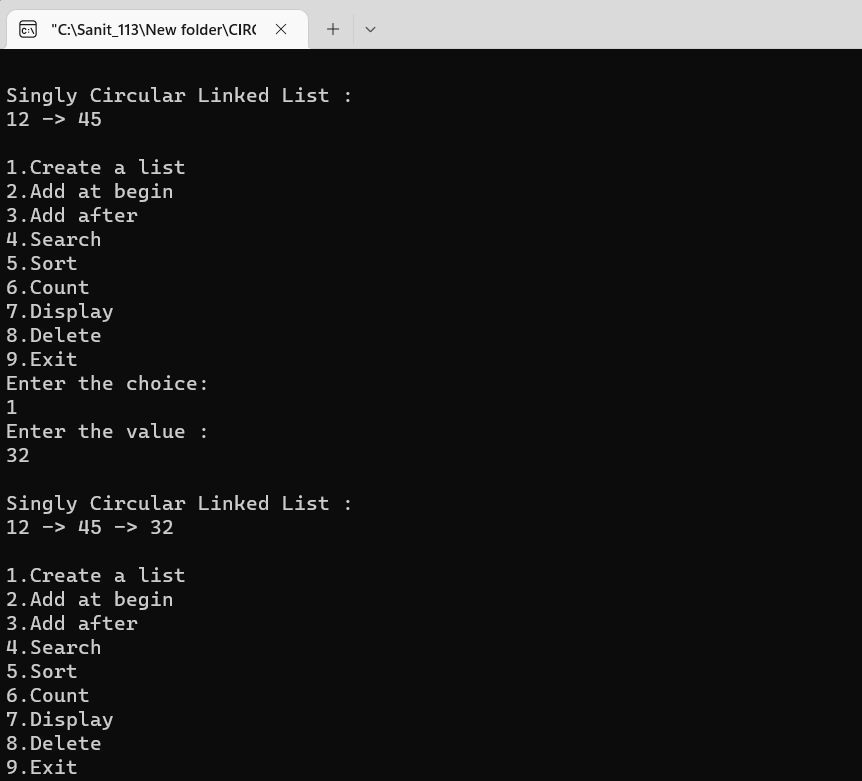 "C:\Sanit_113\New folder\CIRC
Singly Circular Linked List :
12 -> 45
1.Create a list
2.Add at begin
3.Add after
4.Search
5.Sort
6.Count
7.Display
8.Delete
9.Exit
Enter the choice:
1
Enter the value :
32
Singly Circular Linked List :
12 -> 45 -> 32
1.Create a list
2.Add at begin
3.Add after
4.Search
5.Sort
6.Count
7.Display
8.Delete
9.Exit